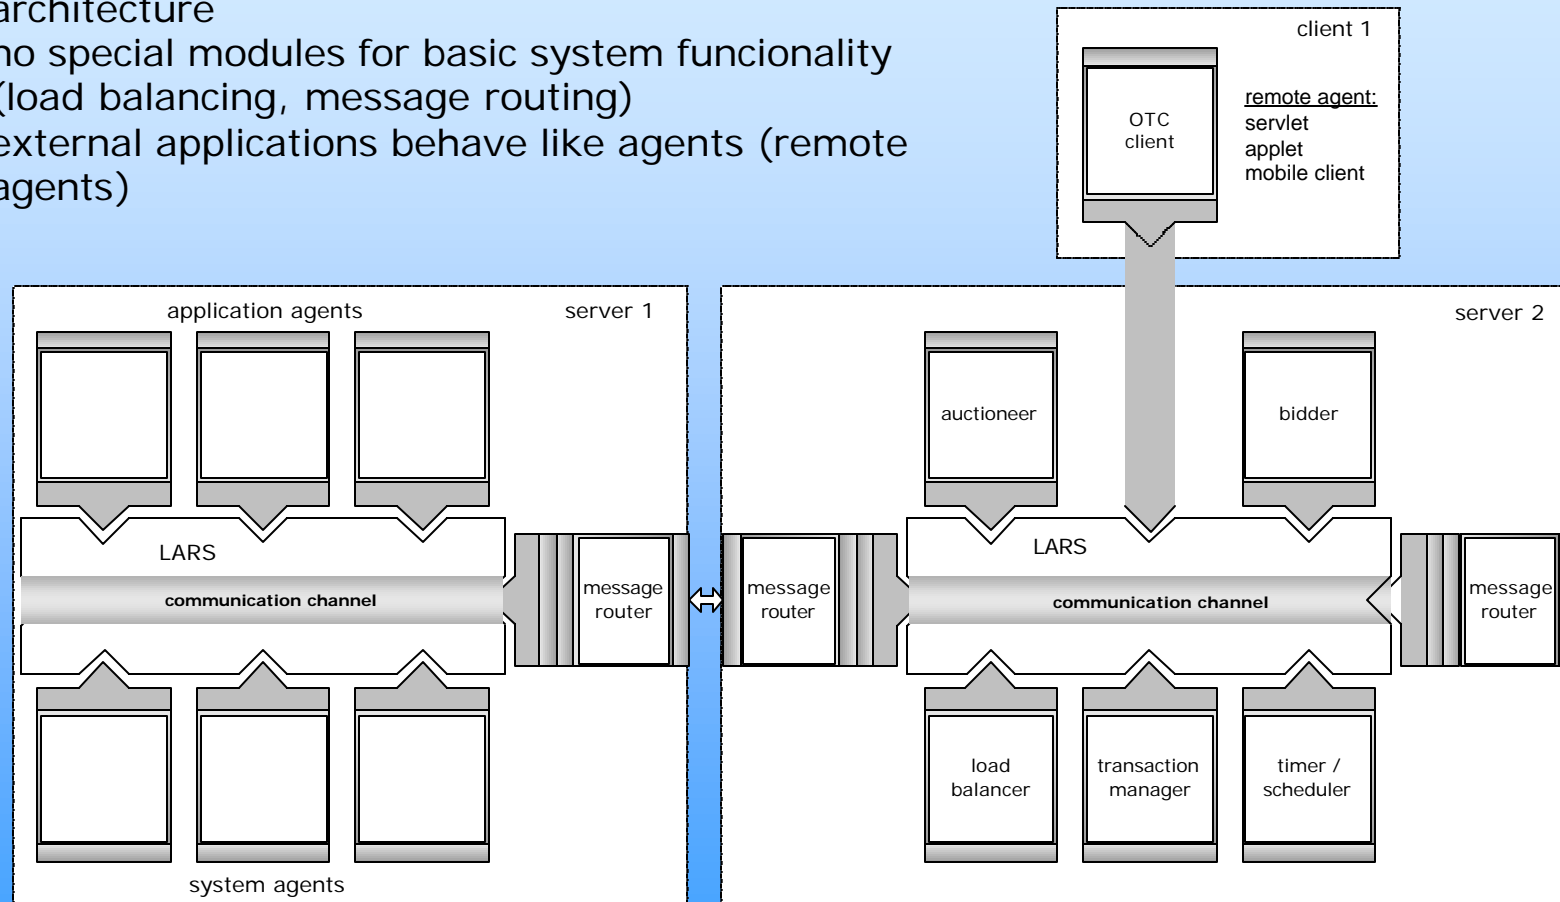 architecture
no special modules for basic system funcionality
(load balancing, message routing)
external applications behave like agents (remote
agents)
client 1
OTC
client
remote agent:
servlet
applet
mobile client
application agents
server 1
LARS
communication channel
message
router
system agents
server 2
auctioneer
bidder
message
router
LARS
communication channel
message
router
load
balancer
transaction
manager
timer /
scheduler